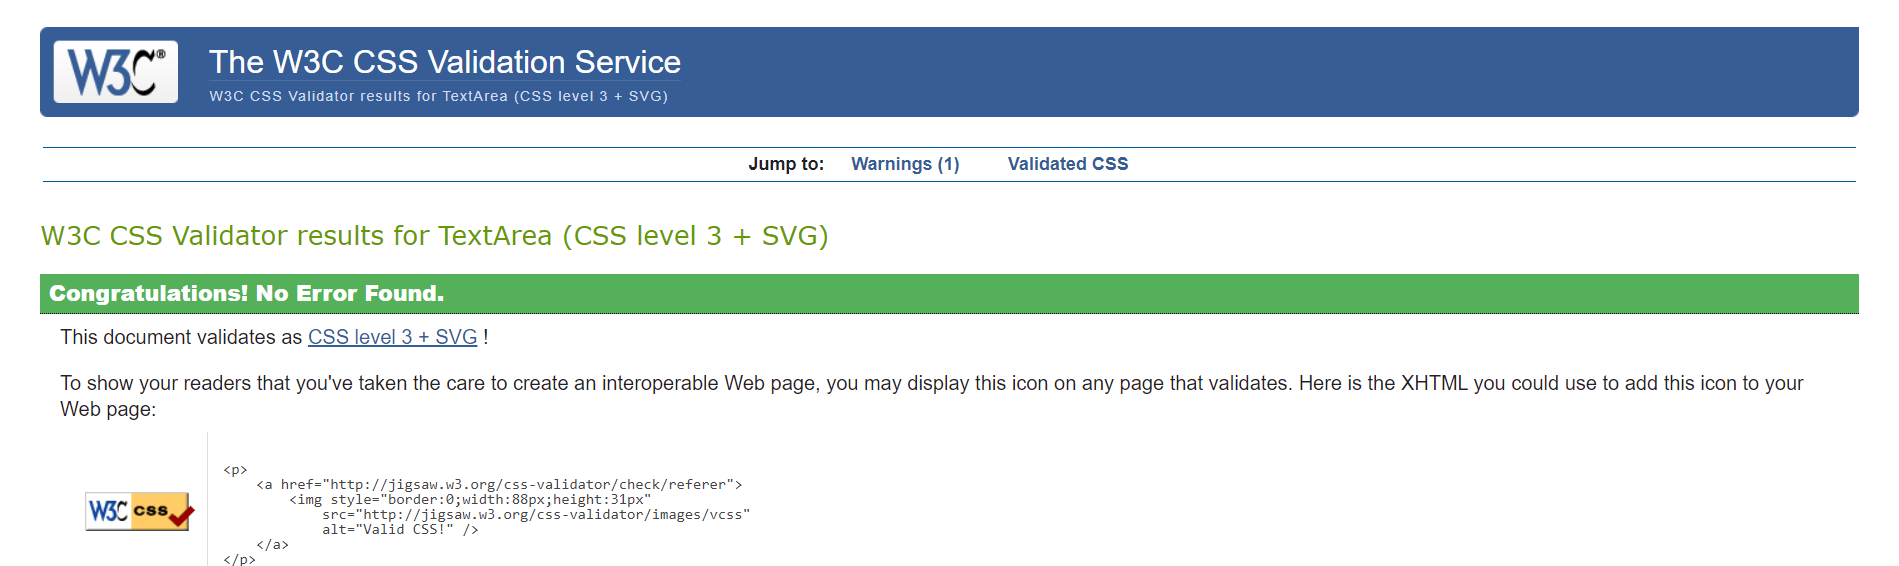 W3C®
The W3C CSS Validation Service
W3C CSS Validator results for TextArea (CSS level 3 + SVG)
Jump to: Warnings (1) Validated CSS
W3C CSS Validator results for TextArea (CSS level 3 + SVG)
Congratulations! No Error Found.
This document validates as CSS level 3 + SVG !
To show your readers that you've taken the care to create an interoperable Web page, you may display this icon on any page that validates. Here is the XHTML you could use to add this icon to your
Web page:
W3C css
<p>
<a href="http://jigsaw.w3.org/css-validator/check/referer">
<img style="border:0;width:88px;height:31px"
src="http://jigsaw.w3.org/css-validator/images/vcss"
alt="Valid CSS!" />
</a>
</p>